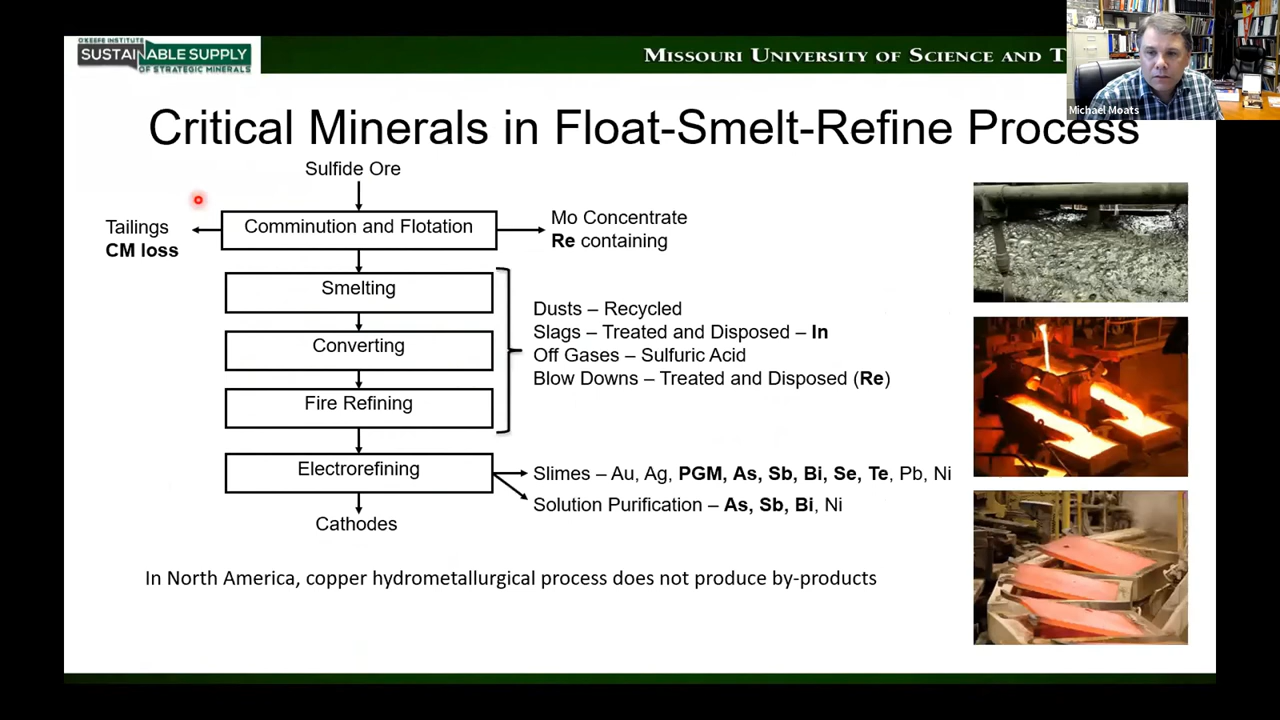 O'KEEFE INSTITUTE
SUSTAINABLE SUPPLY
OF STRATEGIC MINERALS
MISSOURI UNIVERSITY OF SCIENCE AND T
Michael Moats
Critical Minerals in Float-Smelt-Refine Process
Sulfide Ore
Tailings
CM loss
Comminution and Flotation
Mo Concentrate
Re containing
Smelting
Converting
Fire Refining
Dusts – Recycled
Slags – Treated and Disposed – In
Off Gases – Sulfuric Acid
Blow Downs – Treated and Disposed (Re)
Electrorefining
Slimes – Au, Ag, PGM, As, Sb, Bi, Se, Te, Pb, Ni
Solution Purification – As, Sb, Bi, Ni
Cathodes
In North America, copper hydrometallurgical process does not produce by-products